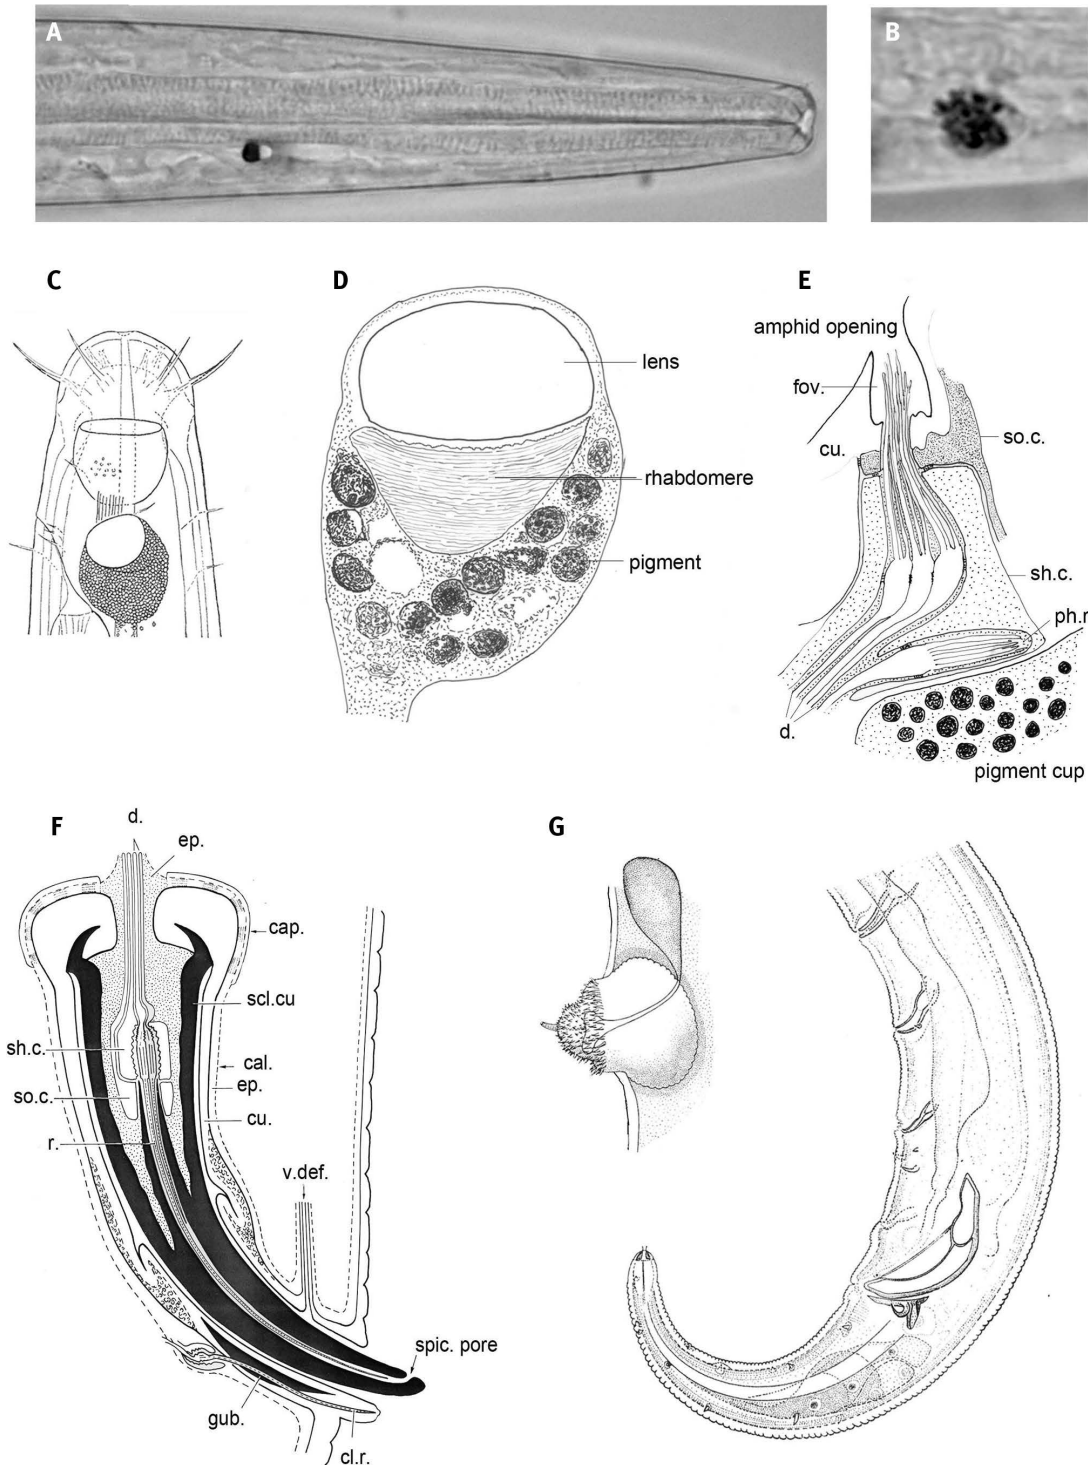 A
B
C
D
E
lens
rhabdomere
pigment
amphid opening
fov.
cu.
so.c.
sh.c.
ph.r
d.
pigment cup
F
G
d.
ep.
cap.
scl.cu
sh.c.
cal.
ep.
so.c.
cu.
r.
v.def.
spic. pore
gub.
cl.r.